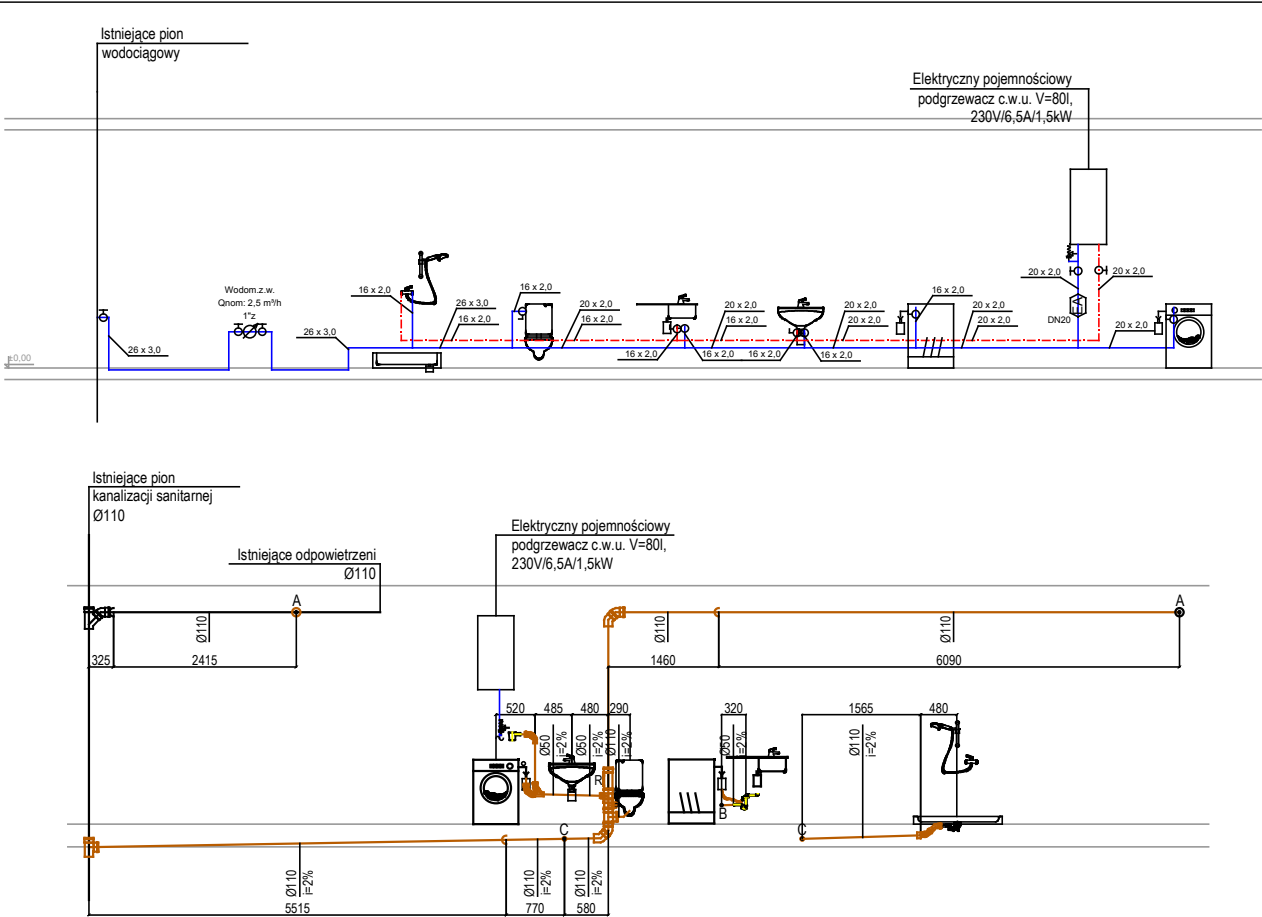 Istniejące pion
wodociągowy
Elektryczny pojemnościowy
podgrzewacz c.w.u. V=80l,
230V/6,5A/1,5kW
Wodom.z.w.
Qnom: 2,5 m³/h
1"z
16 x 2,0
26 x 3,0
16 x 2,0
16 x 2,0
20 x 2,0
16 x 2,0
20 x 2,0
16 x 2,0
20 x 2,0
20 x 2,0
16 x 2,0
20 x 2,0
20 x 2,0
20 x 2,0
20 x 2,0
DN20
20 x 2,0
26 x 3,0
26 x 3,0
16 x 2,0
16 x 2,0
16 x 2,0
16 x 2,0
±0,00
Istniejące pion
kanalizacji sanitarnej
Ø110
Istniejące odpowietrzeni
Ø110
Elektryczny pojemnościowy
podgrzewacz c.w.u. V=80l,
230V/6,5A/1,5kW
A
A
Ø110
Ø110
Ø110
325
2415
1460
6090
520
485
480
290
320
1565
480
Ø50
i=2%
Ø50
i=2%
Ø110
i=2%
Ø50
i=2%
Ø110
i=2%
R
B
C
C
Ø110
i=2%
Ø110
i=2%
Ø110
i=2%
5515
770
580